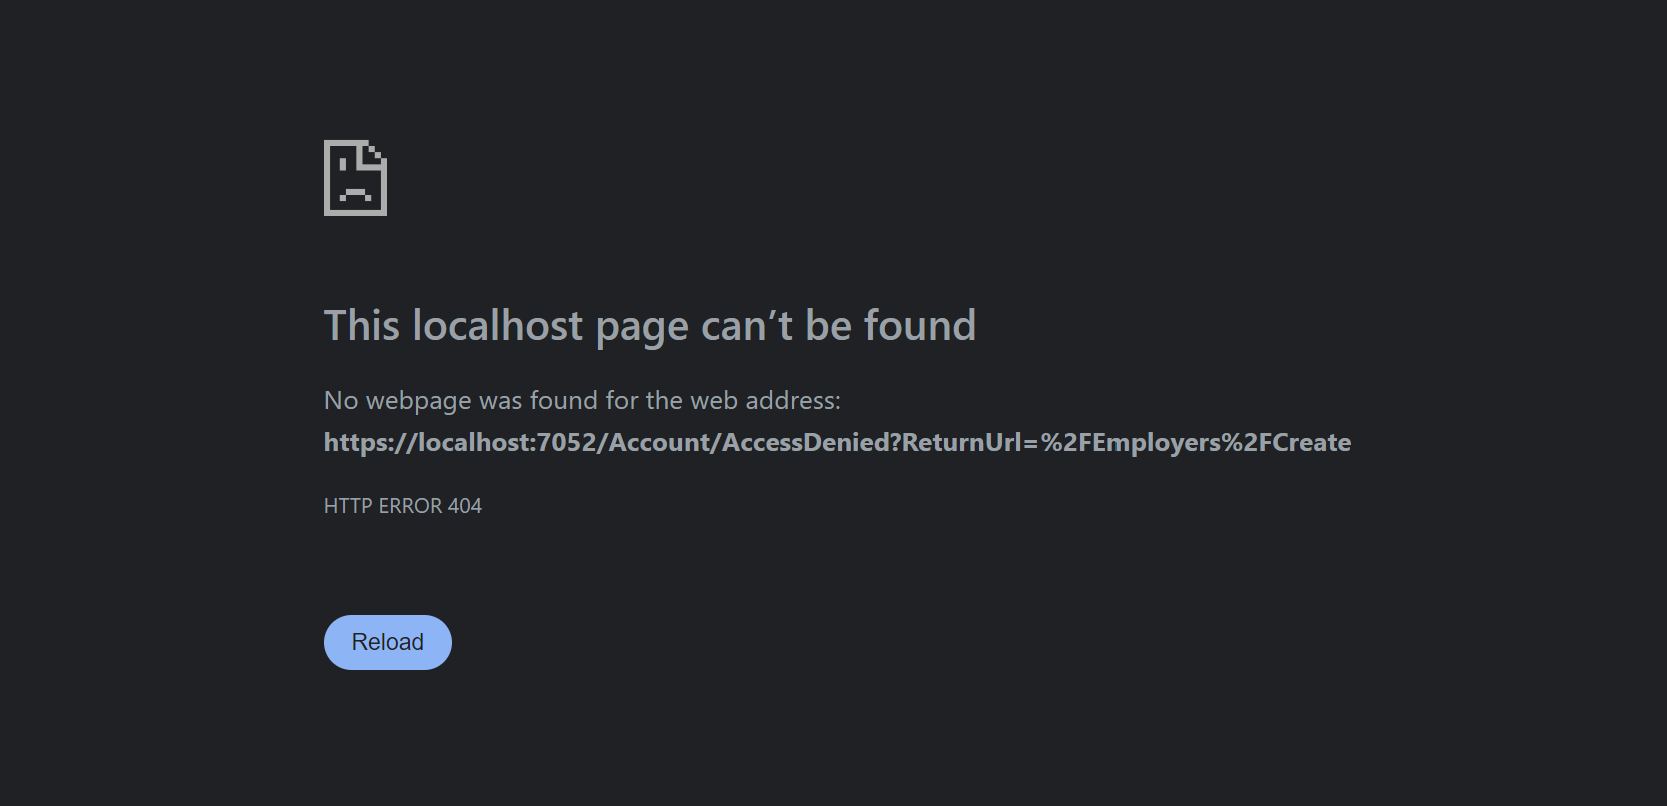 This localhost page can’t be found
No webpage was found for the web address:
https://localhost:7052/Account/AccessDenied?ReturnUrl=%2FEmployers%2FCreate
HTTP ERROR 404
Reload